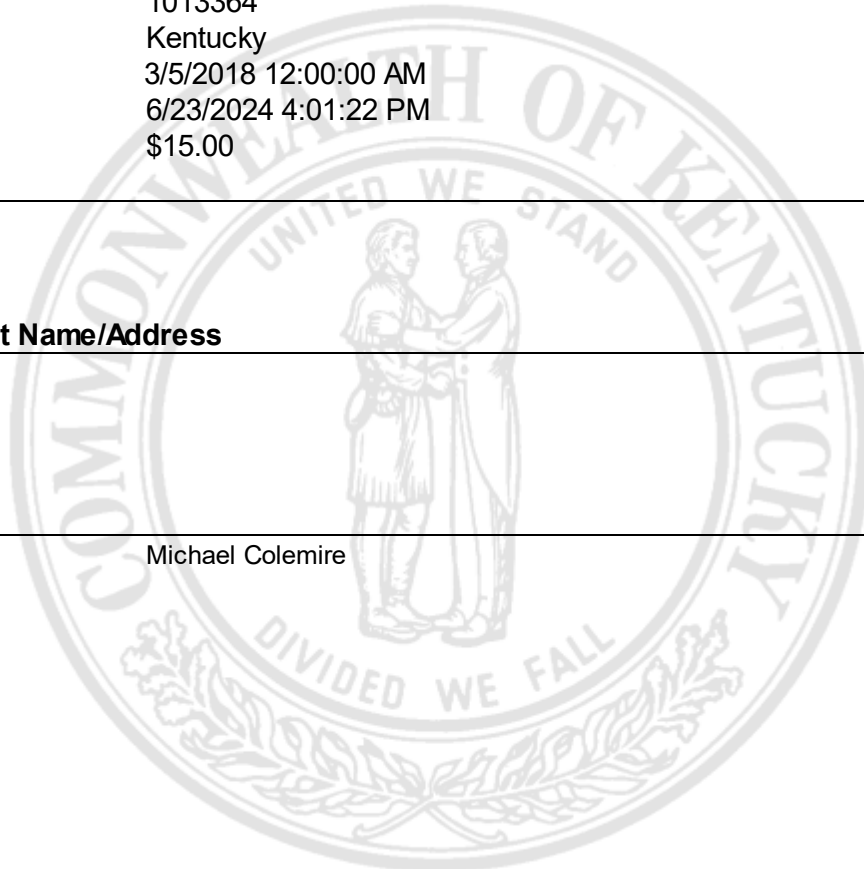 1013364
Kentucky
3/5/2018 12:00:00 AM
6/23/2024 4:01:22 PM
$15.00
COMMONWEALTH OF KENTUCKY
UNITED WE STAND
t Name/Address
Michael Colemire
DIVIDED WE FALL